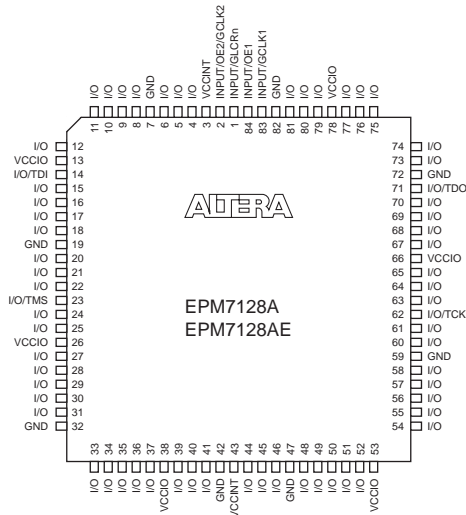 I/O
I/O
I/O
I/O
GND
I/O
I/O
I/O
VCCINT
INPUT/OE2/GCLK2
INPUT/GLCRn
INPUT/OE1
INPUT/GCLK1
GND
I/O
I/O
I/O
VCCIO
I/O
I/O
I/O
11 10 9 8 7 6 5 4 3 2 1 84 83 82 81 80 79 78 77 76 75
I/O 12
VCCIO 13
I/O/TDI 14
I/O 15
I/O 16
I/O 17
I/O 18
GND 19
I/O 20
I/O 21
I/O 22
I/O/TMS 23
I/O 24
I/O 25
VCCIO 26
I/O 27
I/O 28
I/O 29
I/O 30
I/O 31
GND 32
ALTERA
EPM7128A
EPM7128AE
74 I/O
73 I/O
72 GND
71 I/O/TDO
70 I/O
69 I/O
68 I/O
67 I/O
66 VCCIO
65 I/O
64 I/O
63 I/O
62 I/O/TCK
61 I/O
60 I/O
59 GND
58 I/O
57 I/O
56 I/O
55 I/O
54 I/O
33 34 35 36 37 38 39 40 41 42 43 44 45 46 47 48 49 50 51 52 53
I/O
I/O
I/O
I/O
I/O
VCCIO
I/O
I/O
I/O
GND
/CCINT
I/O
I/O
I/O
GND
I/O
I/O
I/O
I/O
I/O
VCCIO